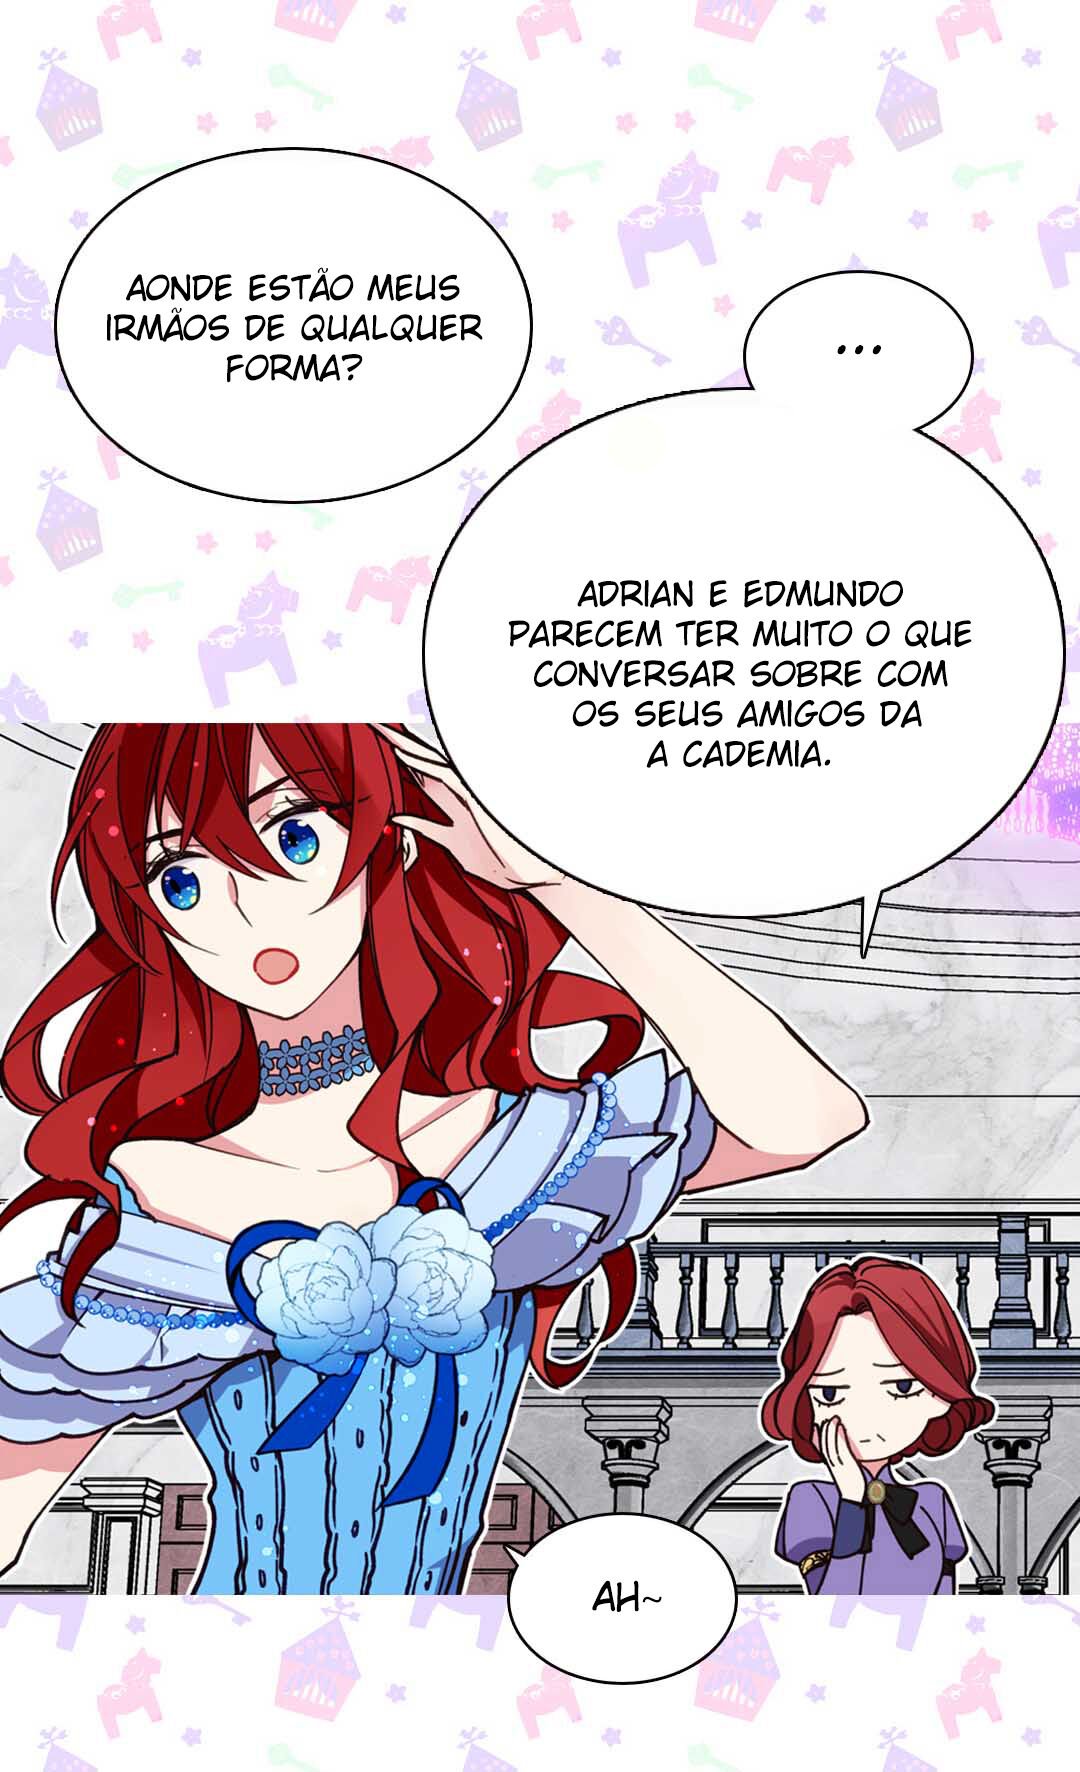 AONDE ESTÃO MEUS
IRMÃOS DE QUALQUER
FORMA?
...
ADRIAN E EDMUNDO
PARECEM TER MUITO O QUE
CONVERSAR SOBRE COM
OS SEUS AMIGOS DA
A CADEMIA.
AH~